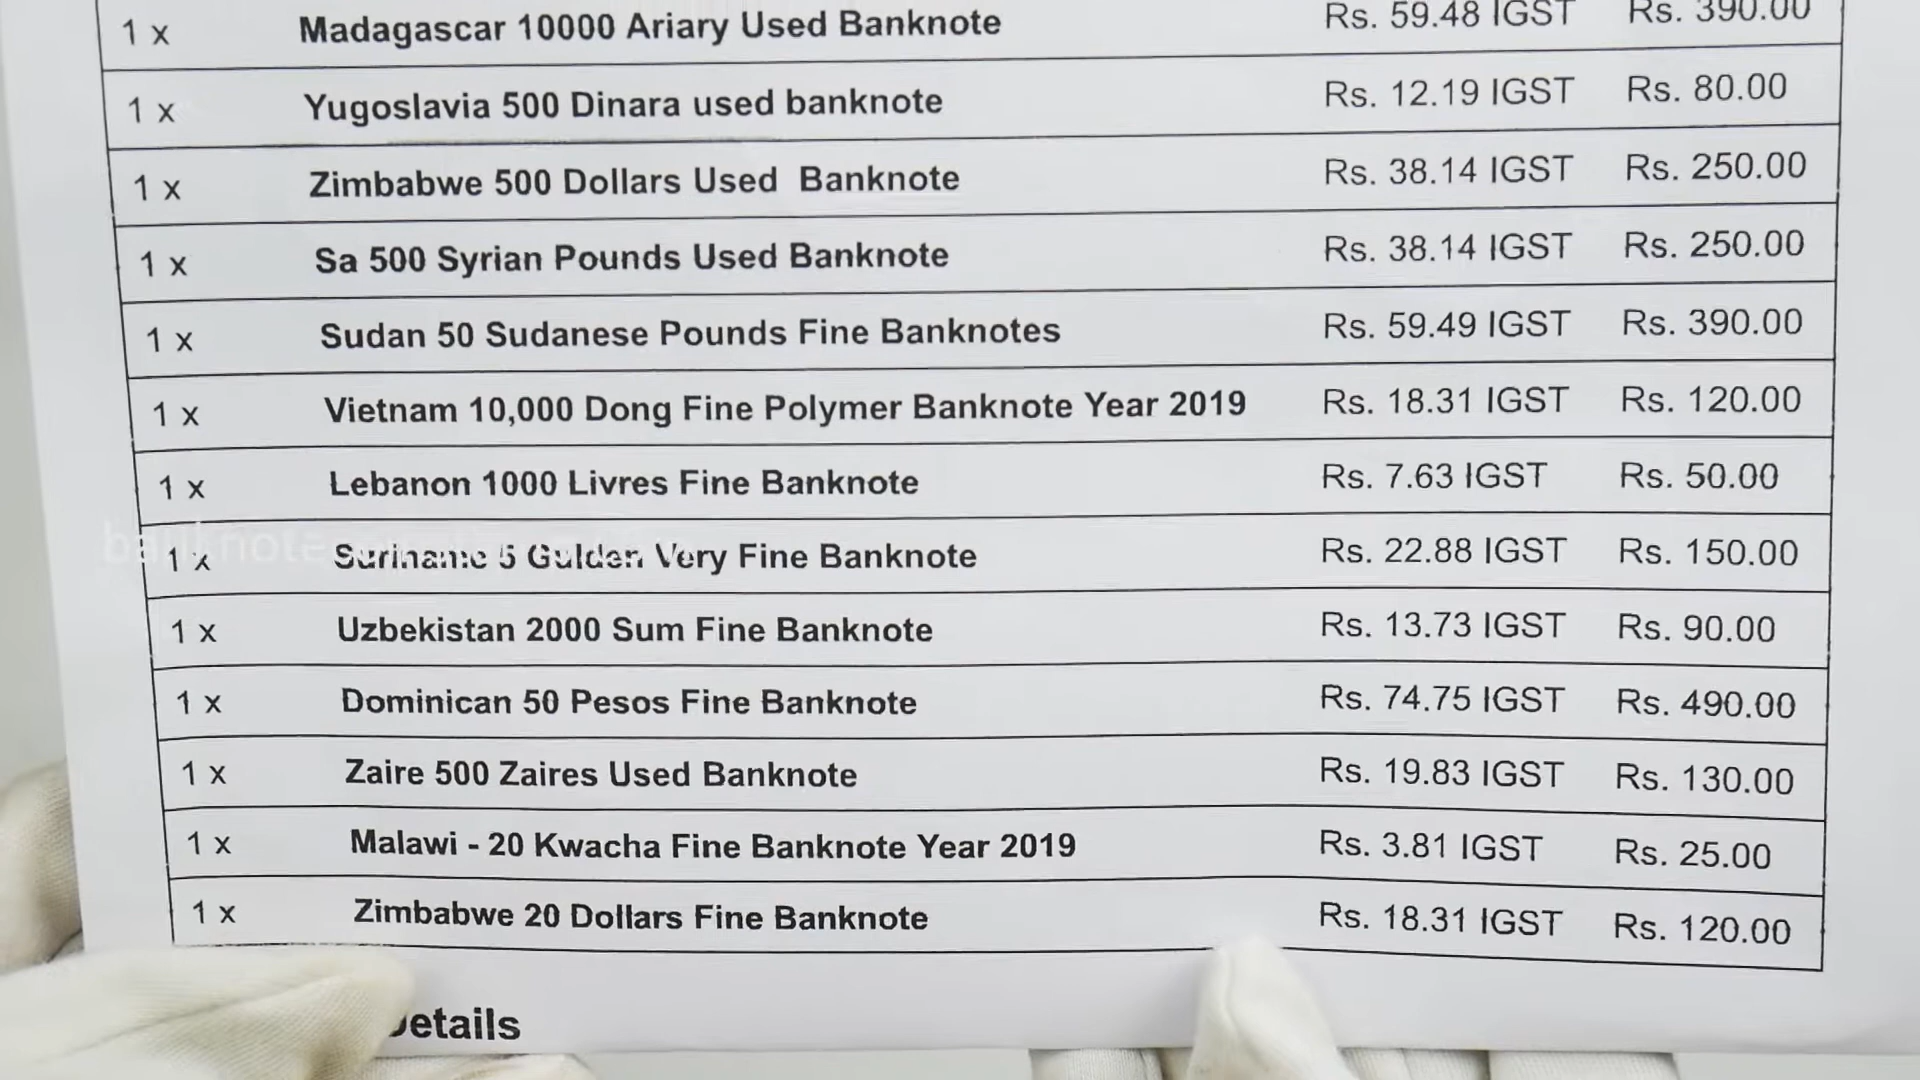 1 x Madagascar 10000 Ariary Used Banknote Rs. 59.48 IGST Rs. 390.00
1 x Yugoslavia 500 Dinara used banknote Rs. 12.19 IGST Rs. 80.00
1 x Zimbabwe 500 Dollars Used Banknote Rs. 38.14 IGST Rs. 250.00
1 x Sa 500 Syrian Pounds Used Banknote Rs. 38.14 IGST Rs. 250.00
1 x Sudan 50 Sudanese Pounds Fine Banknotes Rs. 59.49 IGST Rs. 390.00
1 x Vietnam 10,000 Dong Fine Polymer Banknote Year 2019 Rs. 18.31 IGST Rs. 120.00
1 x Lebanon 1000 Livres Fine Banknote Rs. 7.63 IGST Rs. 50.00
1 x Suriname 5 Gulden Very Fine Banknote Rs. 22.88 IGST Rs. 150.00
1 x Uzbekistan 2000 Sum Fine Banknote Rs. 13.73 IGST Rs. 90.00
1 x Dominican 50 Pesos Fine Banknote Rs. 74.75 IGST Rs. 490.00
1 x Zaire 500 Zaires Used Banknote Rs. 19.83 IGST Rs. 130.00
1 x Malawi - 20 Kwacha Fine Banknote Year 2019 Rs. 3.81 IGST Rs. 25.00
1 x Zimbabwe 20 Dollars Fine Banknote Rs. 18.31 IGST Rs. 120.00
Details